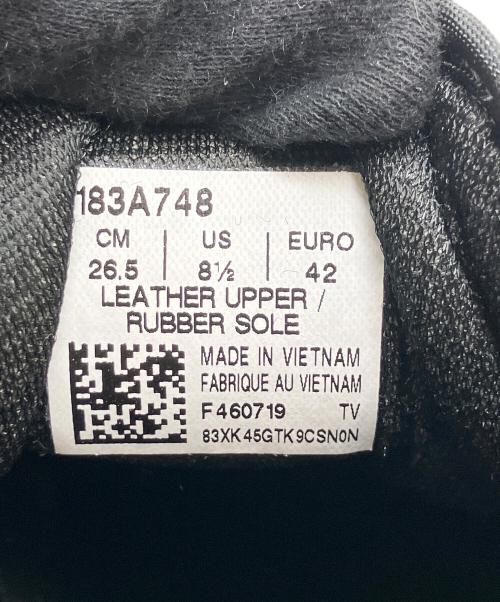 183A748
CM | US | EURO
26.5 | 8½ | 42
LEATHER UPPER /
RUBBER SOLE
MADE IN VIETNAM
FABRIQUE AU VIETNAM
F460719 TV
83XK45GTK9CSN0N